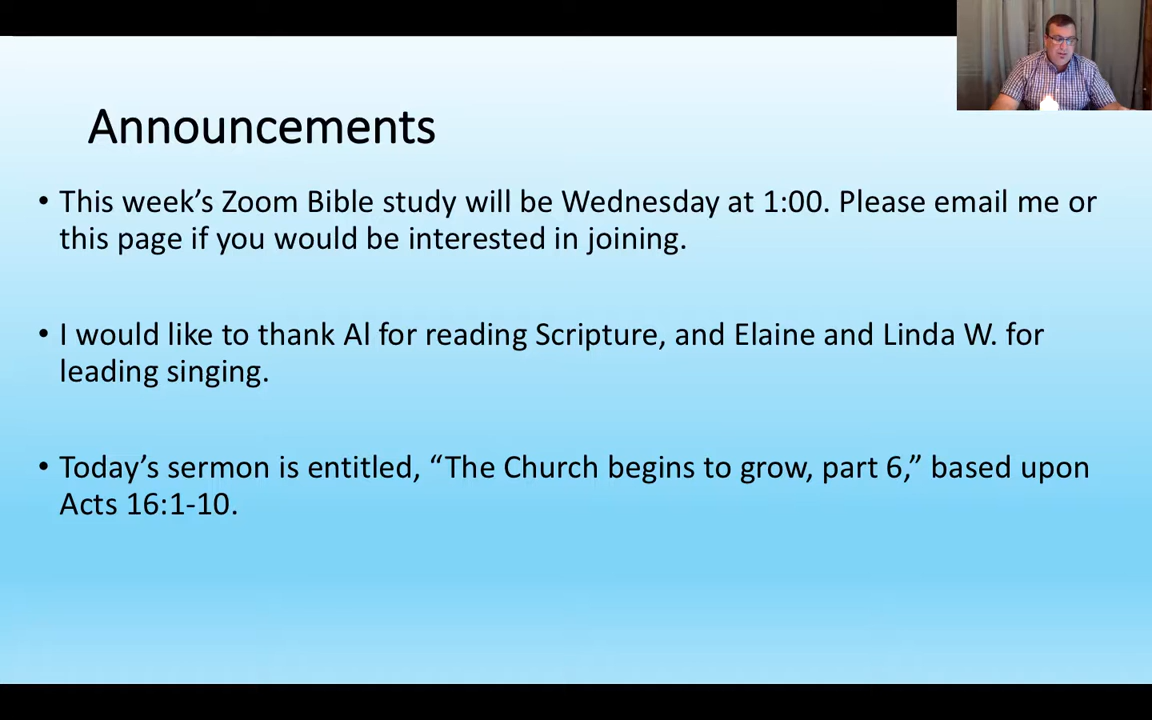 Announcements
• This week’s Zoom Bible study will be Wednesday at 1:00. Please email me or
this page if you would be interested in joining.
• I would like to thank Al for reading Scripture, and Elaine and Linda W. for
leading singing.
• Today’s sermon is entitled, “The Church begins to grow, part 6,” based upon
Acts 16:1-10.